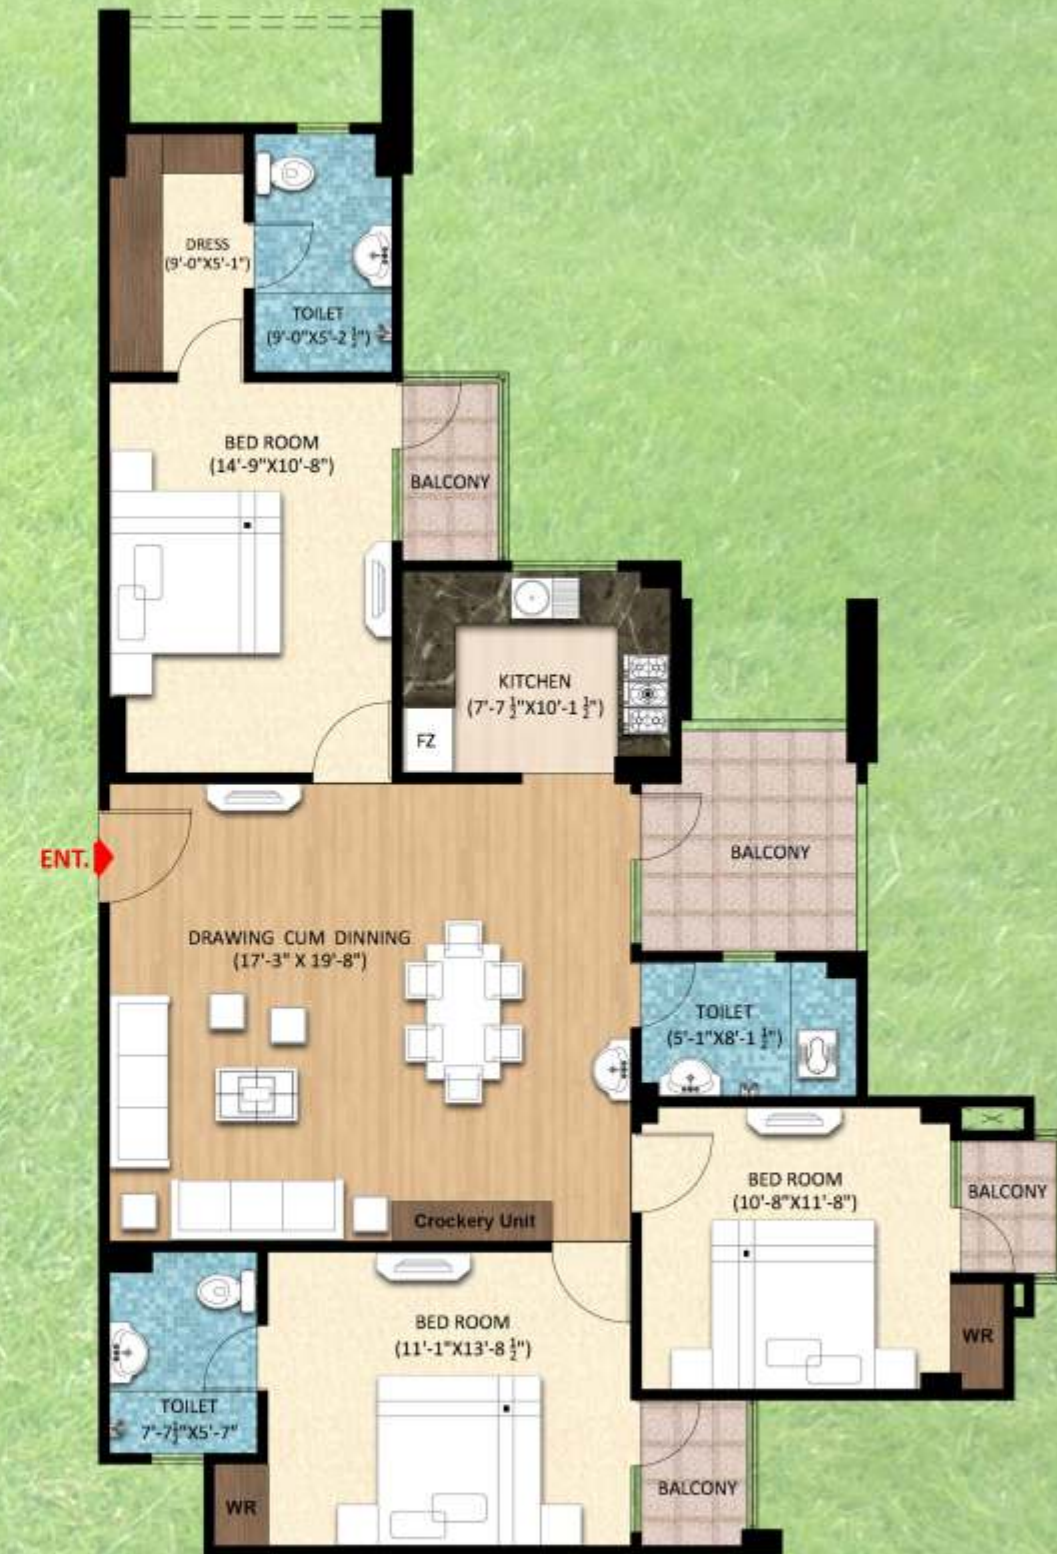 DRESS
(9'-0"X5'-1")
TOILET
(9'-0"X5'-2 ½")
BED ROOM
(14'-9"X10'-8")
BALCONY
KITCHEN
(7'-7 ½"X10'-1 ½")
FZ
ENT.
BALCONY
DRAWING CUM DINNING
(17'-3" X 19'-8")
TOILET
(5'-1"X8'-1 ½")
BED ROOM
(10'-8"X11'-8")
BALCONY
Crockery Unit
BED ROOM
(11'-1"X13'-8 ½")
WR
TOILET
7'-7½"X5'-7"
BALCONY
WR